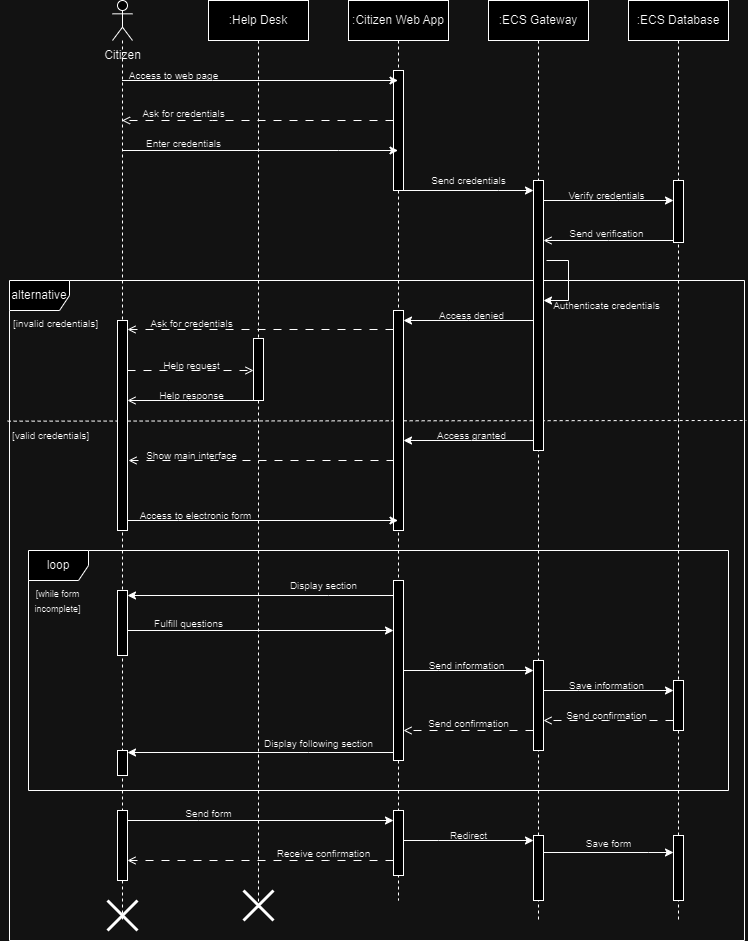 :Help Desk
:Citizen Web App
:ECS Gateway
:ECS Database
Citizen
Access to web page
Ask for credentials
Enter credentials
Send credentials
Verify credentials
Send verification
alternative
Authenticate credentials
[invalid credentials]
Ask for credentials
Access denied
Help request
Help response
[valid credentials]
Access granted
Show main interface
Access to electronic form
loop
[while form
incomplete]
Display section
Fulfill questions
Send information
Save information
Send confirmation
Send confirmation
Display following section
Send form
Redirect
Save form
Receive confirmation